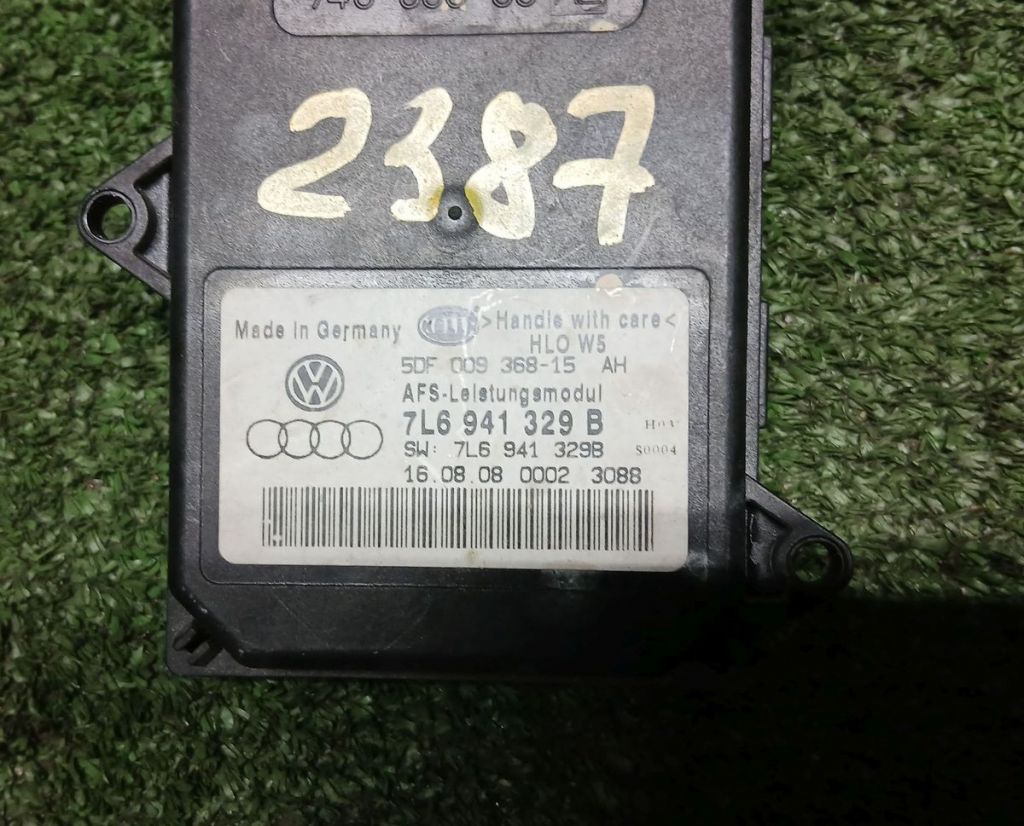 2387
Made in Germany HELLA >Handle with care<
HLO W5
5DF 009 368-15 AH
AFS-Leistungsmodul
7L6 941 329 B
SW: 7L6 941 329B S0004
16.08.08 0002 3088